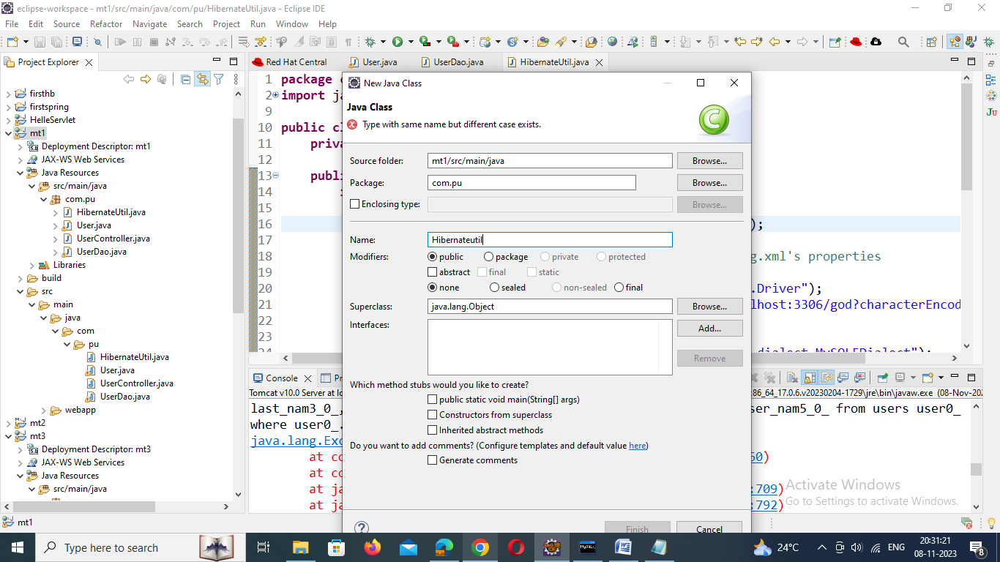 eclipse-workspace - mt1/src/main/java/com/pu/HibernateUtil.java - Eclipse IDE
File Edit Source Refactor Navigate Search Project Run Window Help
Project Explorer
Red Hat Central User.java UserDao.java HibernateUtil.java
firsthb
firstspring
HelleServlet
mt1
Deployment Descriptor: mt1
JAX-WS Web Services
Java Resources
src/main/java
com.pu
HibernateUtil.java
User.java
UserController.java
UserDao.java
Libraries
build
src
main
java
com
pu
HibernateUtil.java
User.java
UserController.java
UserDao.java
webapp
mt2
mt3
Deployment Descriptor: mt3
JAX-WS Web Services
Java Resources
src/main/java
1 package
2 import
9
10 public
11
12
13
14
15
16 );
17
18 g.xml's properties
19
20 .Driver");
21 lhost:3306/god?characterEncod
22
23
New Java Class
Java Class
Type with same name but different case exists.
Source folder: mt1/src/main/java Browse...
Package: com.pu Browse...
Enclosing type: Browse...
Name: Hibernateutil
Modifiers: public package private protected
abstract final static
none sealed non-sealed final
Superclass: java.lang.Object Browse...
Interfaces: Add...
Remove
Which method stubs would you like to create?
public static void main(String[] args)
Constructors from superclass
Inherited abstract methods
Do you want to add comments? (Configure templates and default value here)
Generate comments
Finish Cancel
Console
Tomcat v10.0 Server at 86_64_17.0.6.v20230204-1729\jre\bin\javaw.exe (08-Nov-202
last_nam3_0_, ser_nam5_0_ from users user0_
where user0_.
java.lang.Exc
at 60)
at
at :709)
at :792)
Activate Windows
Go to Settings to activate Windows.
mt1
Type here to search
24°C ENG 20:31:21
08-11-2023
8